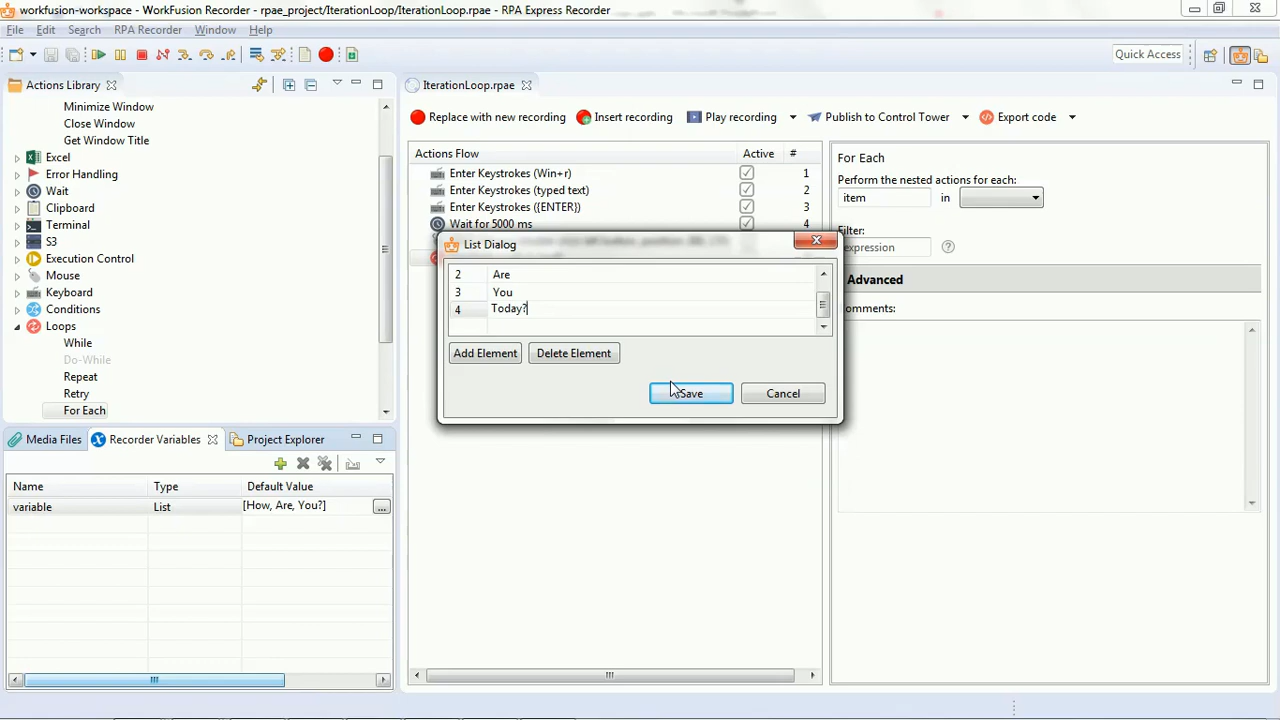 workfusion-workspace - WorkFusion Recorder - rpae_project/IterationLoop/IterationLoop.rpae - RPA Express Recorder
File Edit Search RPA Recorder Window Help
Quick Access
Actions Library
Minimize Window
Close Window
Get Window Title
Excel
Error Handling
Wait
Clipboard
Terminal
S3
Execution Control
Mouse
Keyboard
Conditions
Loops
While
Do-While
Repeat
Retry
For Each
IterationLoop.rpae
Replace with new recording Insert recording Play recording Publish to Control Tower Export code
Actions Flow Active #
Enter Keystrokes (Win+r) 1
Enter Keystrokes (typed text) 2
Enter Keystrokes ({ENTER}) 3
Wait for 5000 ms 4
For Each
Perform the nested actions for each:
item in
Filter:
expression
Advanced
omments:
List Dialog
2 Are
3 You
4 Today?
Add Element Delete Element
Save Cancel
Media Files Recorder Variables Project Explorer
Name Type Default Value
variable List [How, Are, You?] ...